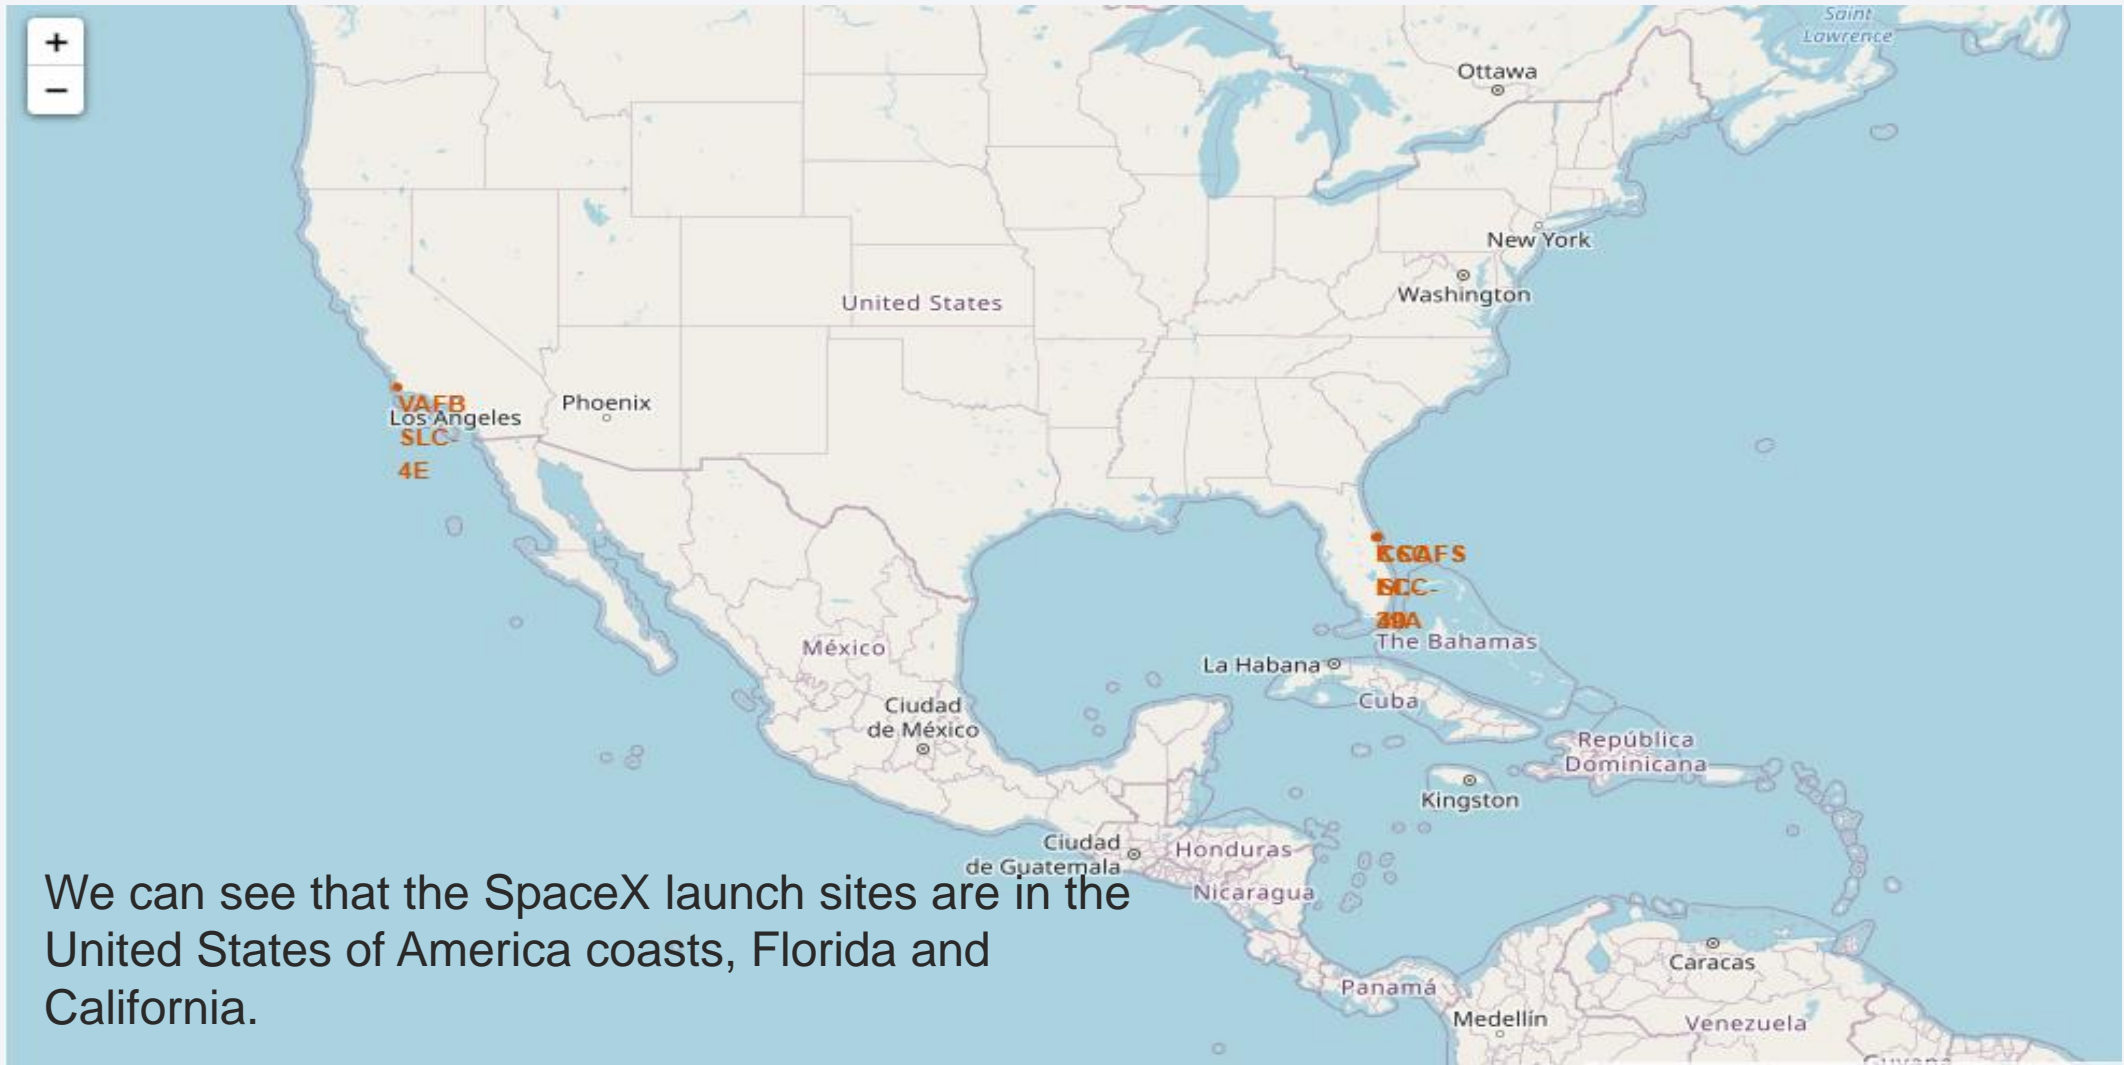 +
−
Saint
Lawrence
Ottawa
New York
Washington
United States
VAFB
Los Angeles
SLC-
4E
Phoenix
The Bahamas
La Habana
México
Cuba
Ciudad
de México
República
Dominicana
Kingston
Ciudad
de Guatemala
Honduras
Nicaragua
Caracas
Panamá
Medellín
Venezuela
We can see that the SpaceX launch sites are in the
United States of America coasts, Florida and
California.